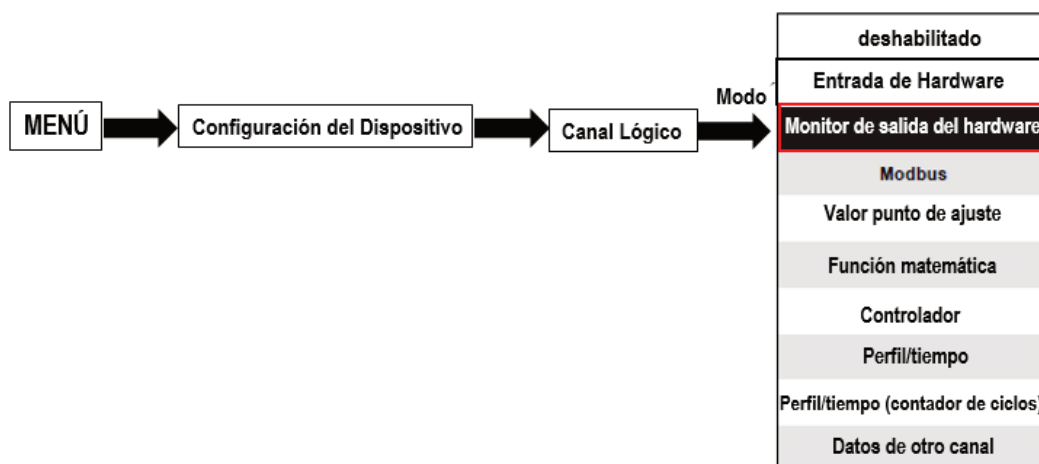 MENÚ
Configuración del Dispositivo
Canal Lógico
Modo
deshabilitado
Entrada de Hardware
Monitor de salida del hardware
Modbus
Valor punto de ajuste
Función matemática
Controlador
Perfil/tiempo
Perfil/tiempo (contador de ciclos)
Datos de otro canal